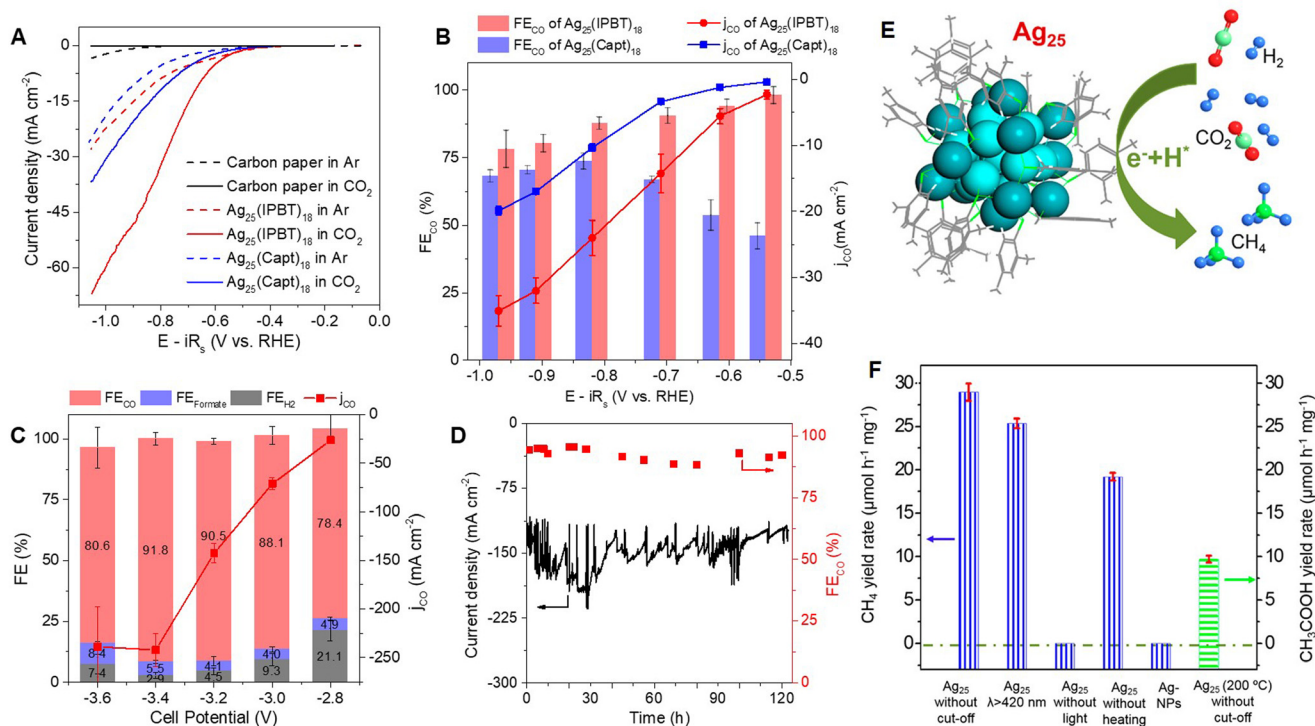 A
Current density (mA cm⁻²)
0
-15
-30
-45
-60
Carbon paper in Ar
Carbon paper in CO₂
Ag₂₅(IPBT)₁₈ in Ar
Ag₂₅(IPBT)₁₈ in CO₂
Ag₂₅(Capt)₁₈ in Ar
Ag₂₅(Capt)₁₈ in CO₂
-1.0 -0.8 -0.6 -0.4 -0.2 0.0
E - iRₛ (V vs. RHE)
B
FE_CO of Ag₂₅(IPBT)₁₈ j_CO of Ag₂₅(IPBT)₁₈
FE_CO of Ag₂₅(Capt)₁₈ j_CO of Ag₂₅(Capt)₁₈
FE_CO (%)
100
75
50
25
0
0
-10
-20
-30
-40
j_CO(mA cm⁻²)
-1.0 -0.9 -0.8 -0.7 -0.6 -0.5
E - iRₛ (V vs. RHE)
E
Ag₂₅
H₂
CO₂
e⁻+H*
CH₄
C
FE_CO FE_Formate FE_H2 j_CO
FE (%)
100
75
50
25
0
80.6 91.8 90.5 88.1 78.4
8.4 5.5 4.1 4.0 4.9
7.4 2.9 4.5 9.3 21.1
0
-50
-100
-150
-200
-250
j_CO (mA cm⁻²)
-3.6 -3.4 -3.2 -3.0 -2.8
Cell Potential (V)
D
Current density (mA cm⁻²)
0
-75
-150
-225
-300
100
75
50
25
0
FE_CO (%)
0 30 60 90 120
Time (h)
F
CH₄ yield rate (μmol h⁻¹ mg⁻¹)
30
25
20
15
10
5
0
30
25
20
15
10
5
0
CH₃COOH yield rate (μmol h⁻¹ mg⁻¹)
Ag₂₅ without cut-off
Ag₂₅ λ>420 nm
Ag₂₅ without light
Ag₂₅ without heating
Ag-NPs
Ag₂₅ (200 ºC) without cut-off